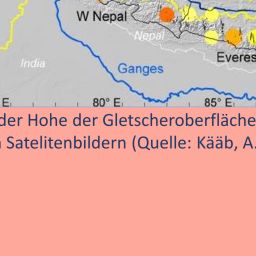 W Nepal
Nepal
India
Everes
Ganges
80° E
85° E
der Hohe der Gletscheroberfläche
Satelitenbildern (Quelle: Kääb, A.